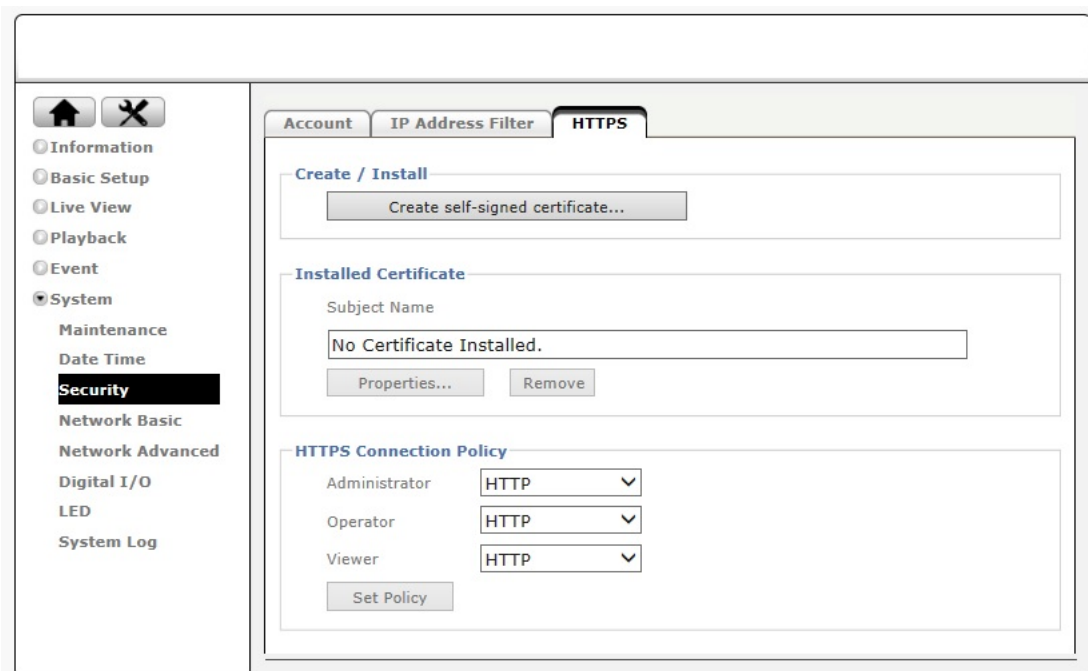 Information
Basic Setup
Live View
Playback
Event
System
Maintenance
Date Time
Security
Network Basic
Network Advanced
Digital I/O
LED
System Log
Account IP Address Filter HTTPS
Create / Install
Create self-signed certificate...
Installed Certificate
Subject Name
No Certificate Installed.
Properties... Remove
HTTPS Connection Policy
Administrator HTTP
Operator HTTP
Viewer HTTP
Set Policy